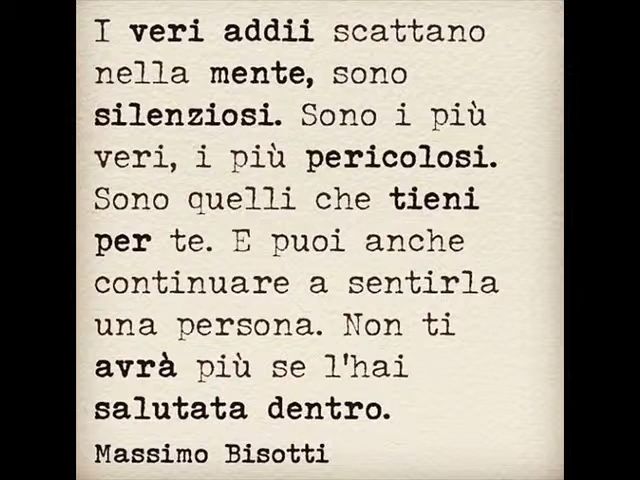 I veri addii scattano
nella mente, sono
silenziosi. Sono i più
veri, i più pericolosi.
Sono quelli che tieni
per te. E puoi anche
continuare a sentirla
una persona. Non ti
avrà più se l'hai
salutata dentro.
Massimo Bisotti